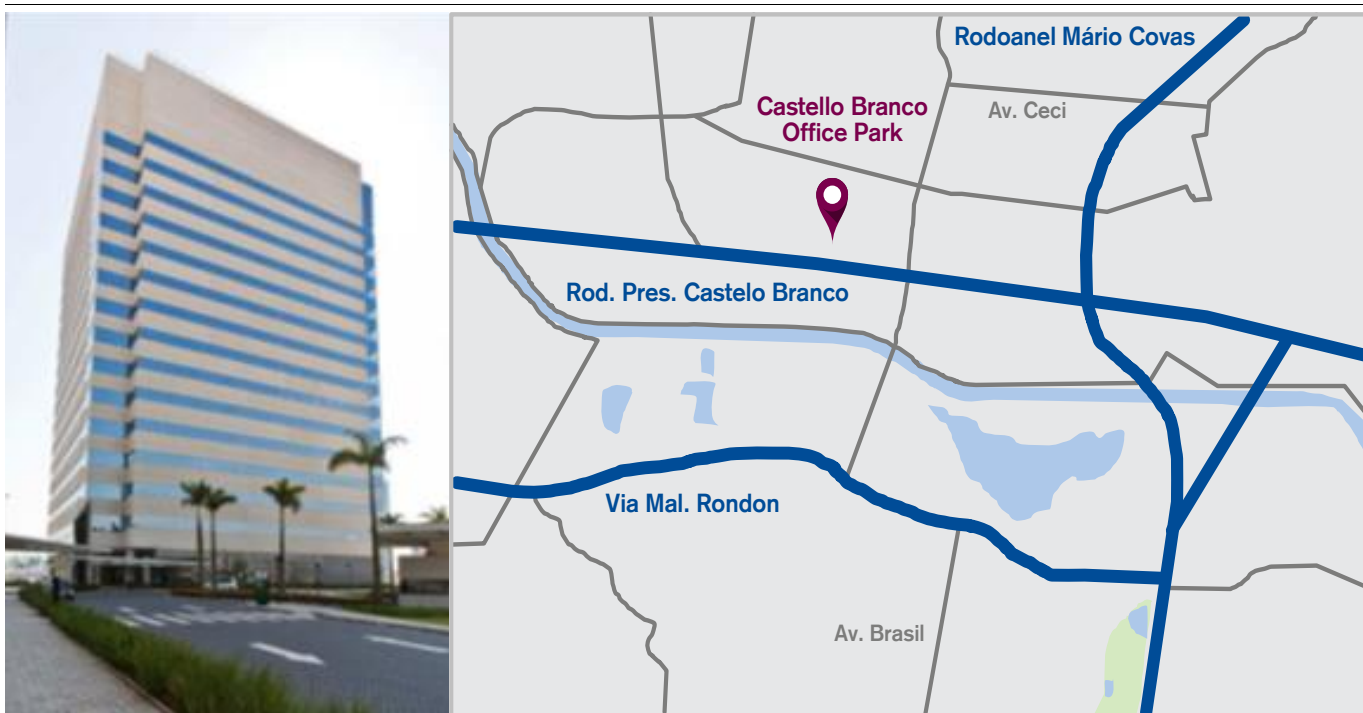 Rodoanel Mário Covas
Castello Branco
Office Park
Av. Ceci
Rod. Pres. Castelo Branco
Via Mal. Rondon
Av. Brasil